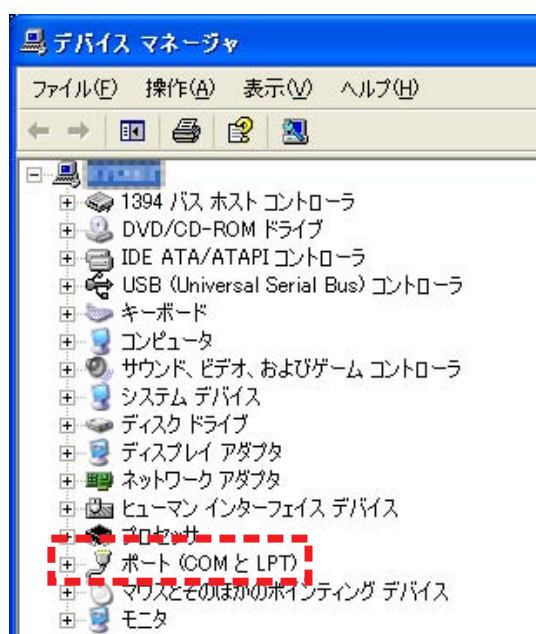 デバイス マネージャ
ファイル(F) 操作(A) 表示(V) ヘルプ(H)
1394 バス ホスト コントローラ
DVD/CD-ROM ドライブ
IDE ATA/ATAPI コントローラ
USB (Universal Serial Bus) コントローラ
キーボード
コンピュータ
サウンド、ビデオ、およびゲーム コントローラ
システム デバイス
ディスク ドライブ
ディスプレイ アダプタ
ネットワーク アダプタ
ヒューマン インターフェイス デバイス
プロセッサ
ポート (COM と LPT)
マウスとそのほかのポインティング デバイス
モニタ